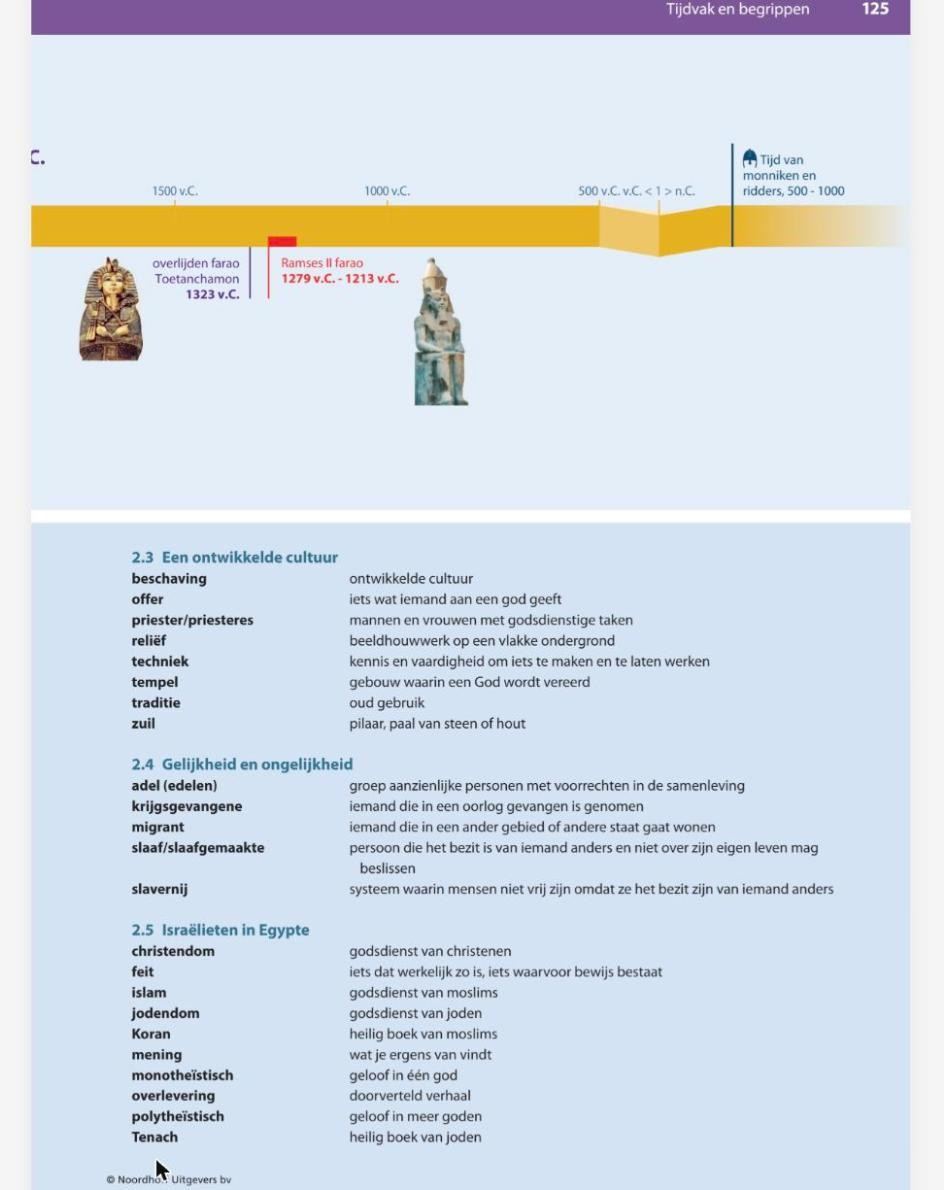 Tijdvak en begrippen 125
C.
1500 v.C. 1000 v.C. 500 v.C. v.C. < 1 > n.C.
Tijd van
monniken en
ridders, 500 - 1000
overlijden farao
Toetanchamon
1323 v.C.
Ramses II farao
1279 v.C. - 1213 v.C.
2.3 Een ontwikkelde cultuur
beschaving ontwikkelde cultuur
offer iets wat iemand aan een god geeft
priester/priesteres mannen en vrouwen met godsdienstige taken
reliëf beeldhouwwerk op een vlakke ondergrond
techniek kennis en vaardigheid om iets te maken en te laten werken
tempel gebouw waarin een God wordt vereerd
traditie oud gebruik
zuil pilaar, paal van steen of hout
2.4 Gelijkheid en ongelijkheid
adel (edelen) groep aanzienlijke personen met voorrechten in de samenleving
krijgsgevangene iemand die in een oorlog gevangen is genomen
migrant iemand die in een ander gebied of andere staat gaat wonen
slaaf/slaafgemaakte persoon die het bezit is van iemand anders en niet over zijn eigen leven mag
beslissen
slavernij systeem waarin mensen niet vrij zijn omdat ze het bezit zijn van iemand anders
2.5 Israëlieten in Egypte
christendom godsdienst van christenen
feit iets dat werkelijk zo is, iets waarvoor bewijs bestaat
islam godsdienst van moslims
jodendom godsdienst van joden
Koran heilig boek van moslims
mening wat je ergens van vindt
monotheïstisch geloof in één god
overlevering doorverteld verhaal
polytheïstisch geloof in meer goden
Tenach heilig boek van joden
© Uitgevers bv